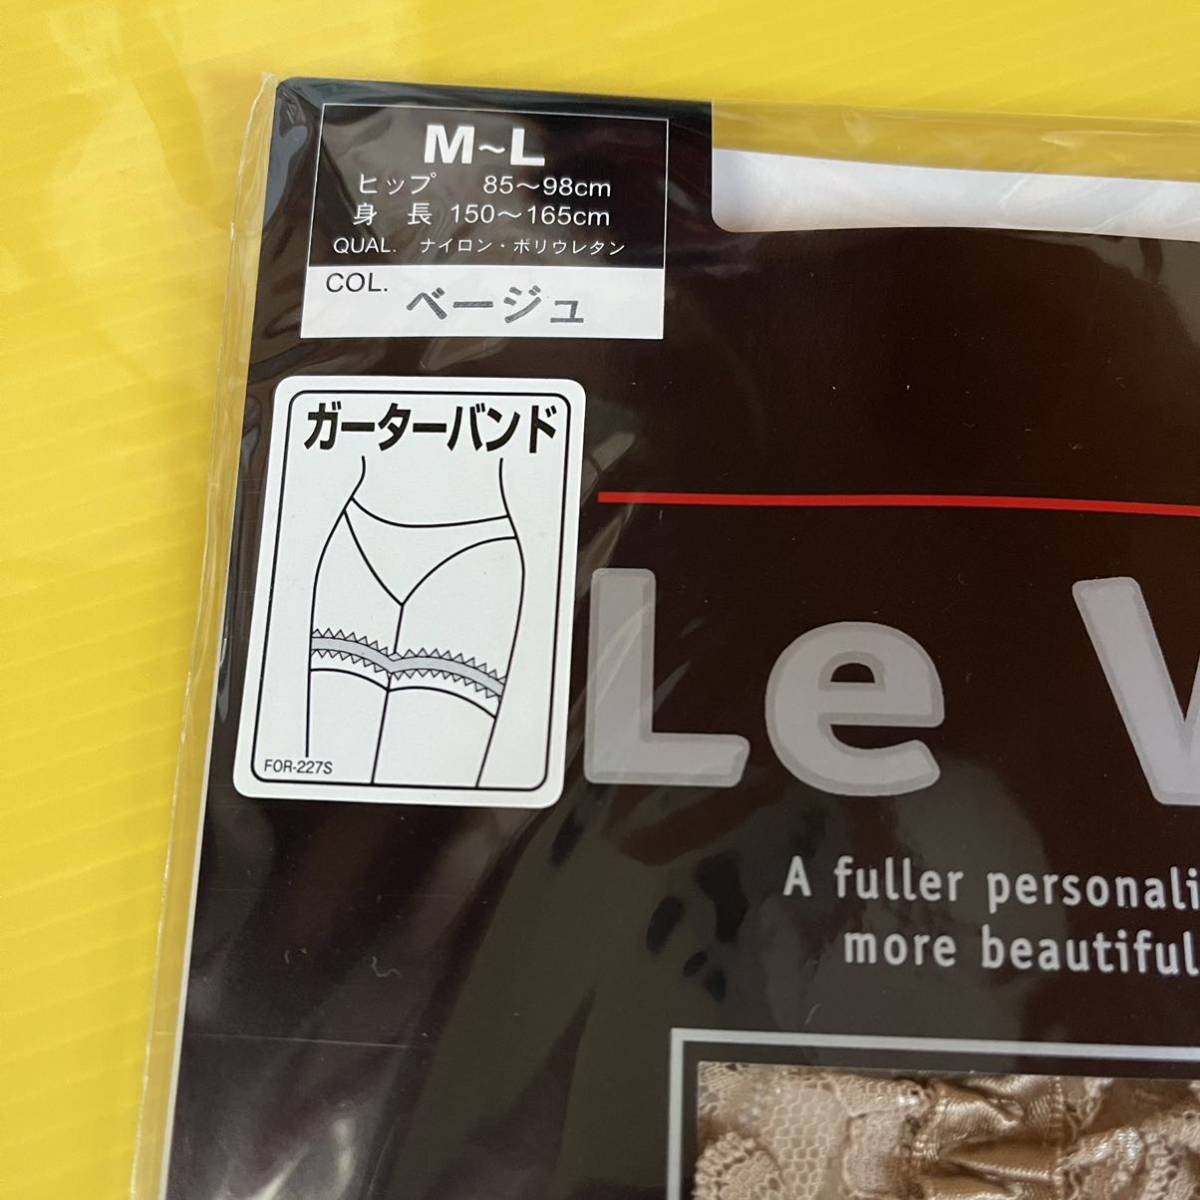 M~L
ヒップ 85〜98cm
身 長 150〜165cm
QUAL. ナイロン・ポリウレタン
COL.
ベージュ
ガーターバンド
FOR-227S
Le
A fuller
more beautiful